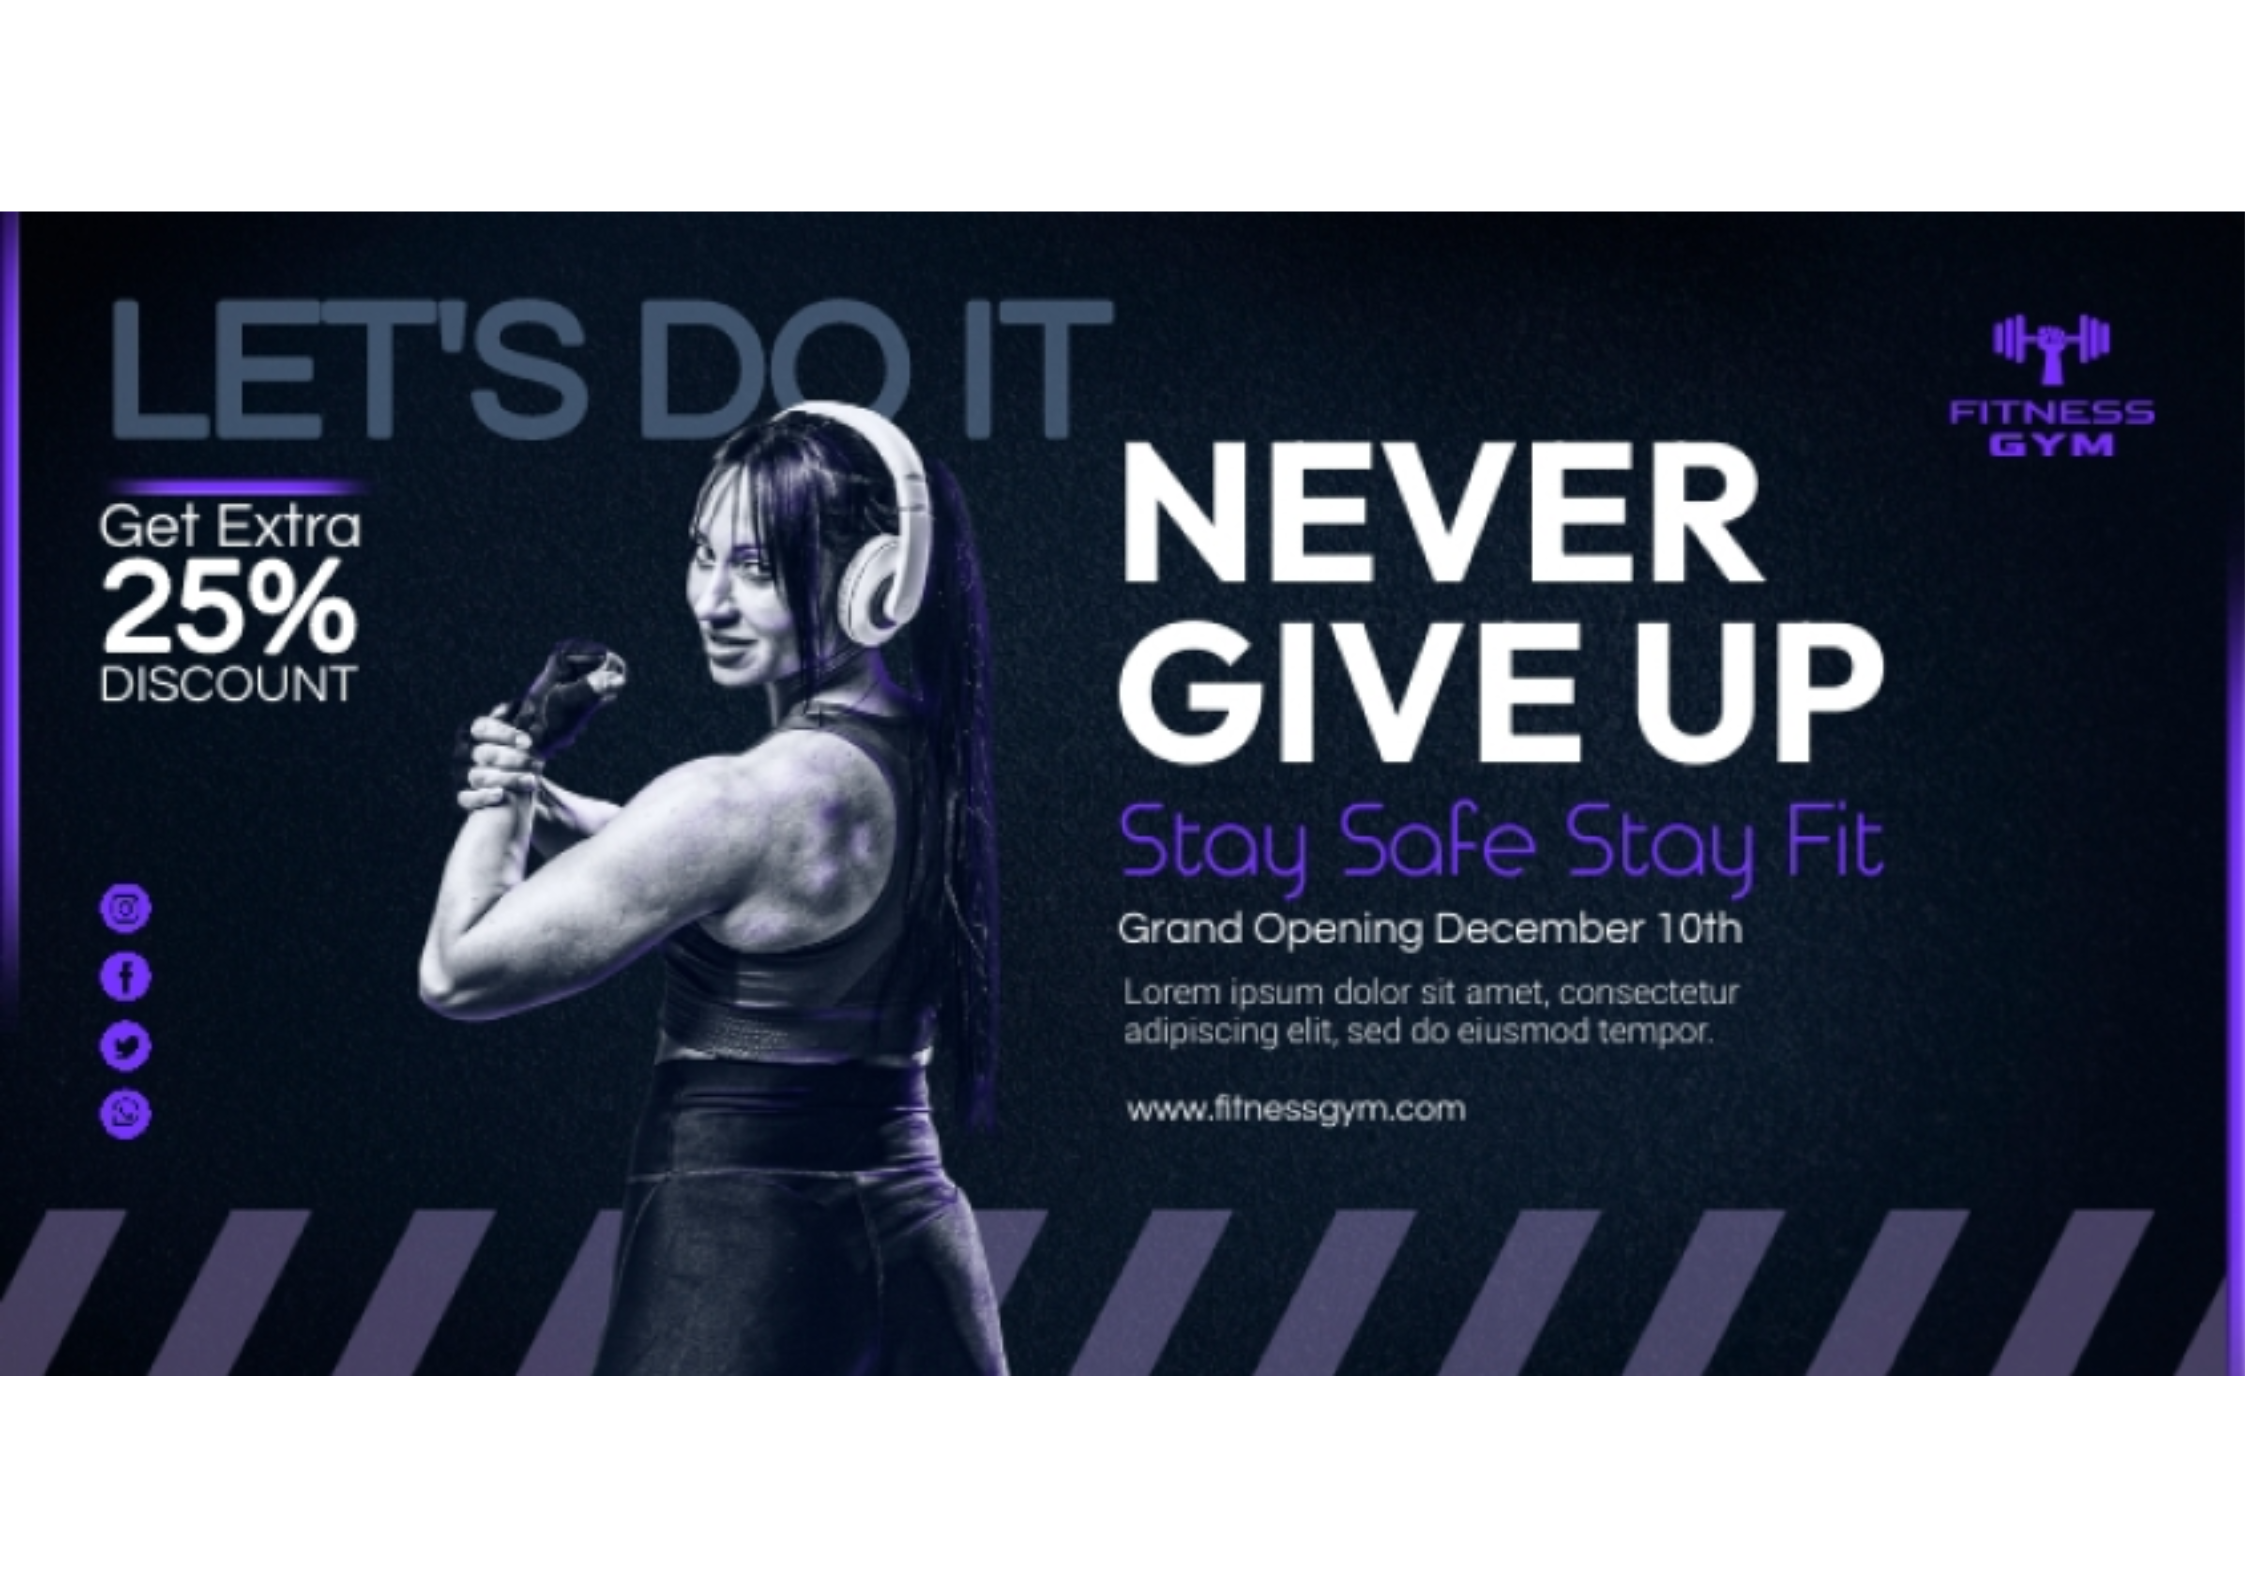 LET'S DO IT
Get Extra
25%
DISCOUNT
FITNESS
GYM
NEVER
GIVE UP
Stay Safe Stay Fit
Grand Opening December 10th
Lorem ipsum dolor sit amet, consectetur
adipiscing elit, sed do eiusmod tempor.
www.fitnessgym.com